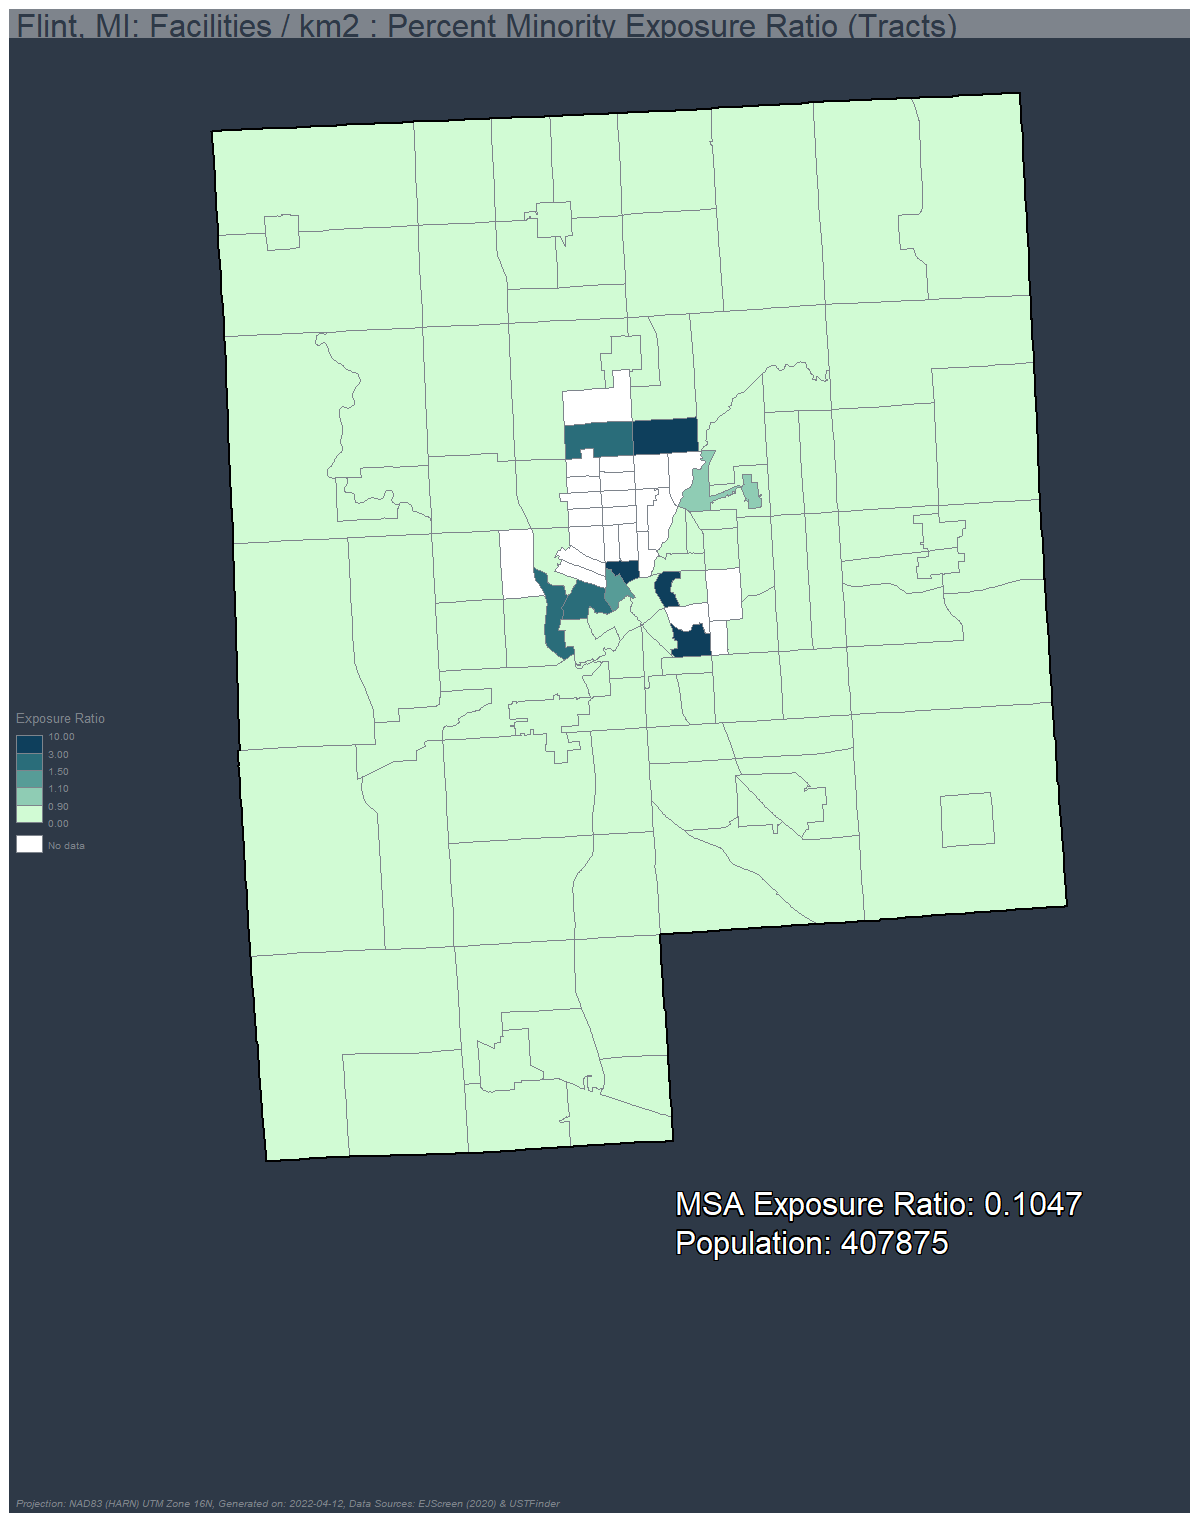 Flint, MI: Facilities / km2 : Percent Minority Exposure Ratio (Tracts)
Exposure Ratio
10.00
3.00
1.50
1.10
0.90
0.00
No data
MSA Exposure Ratio: 0.1047
Population: 407875
Projection: NAD83 (HARN) UTM Zone 16N, Generated on: 2022-04-12, Data Sources: EJScreen (2020) & USTFinder